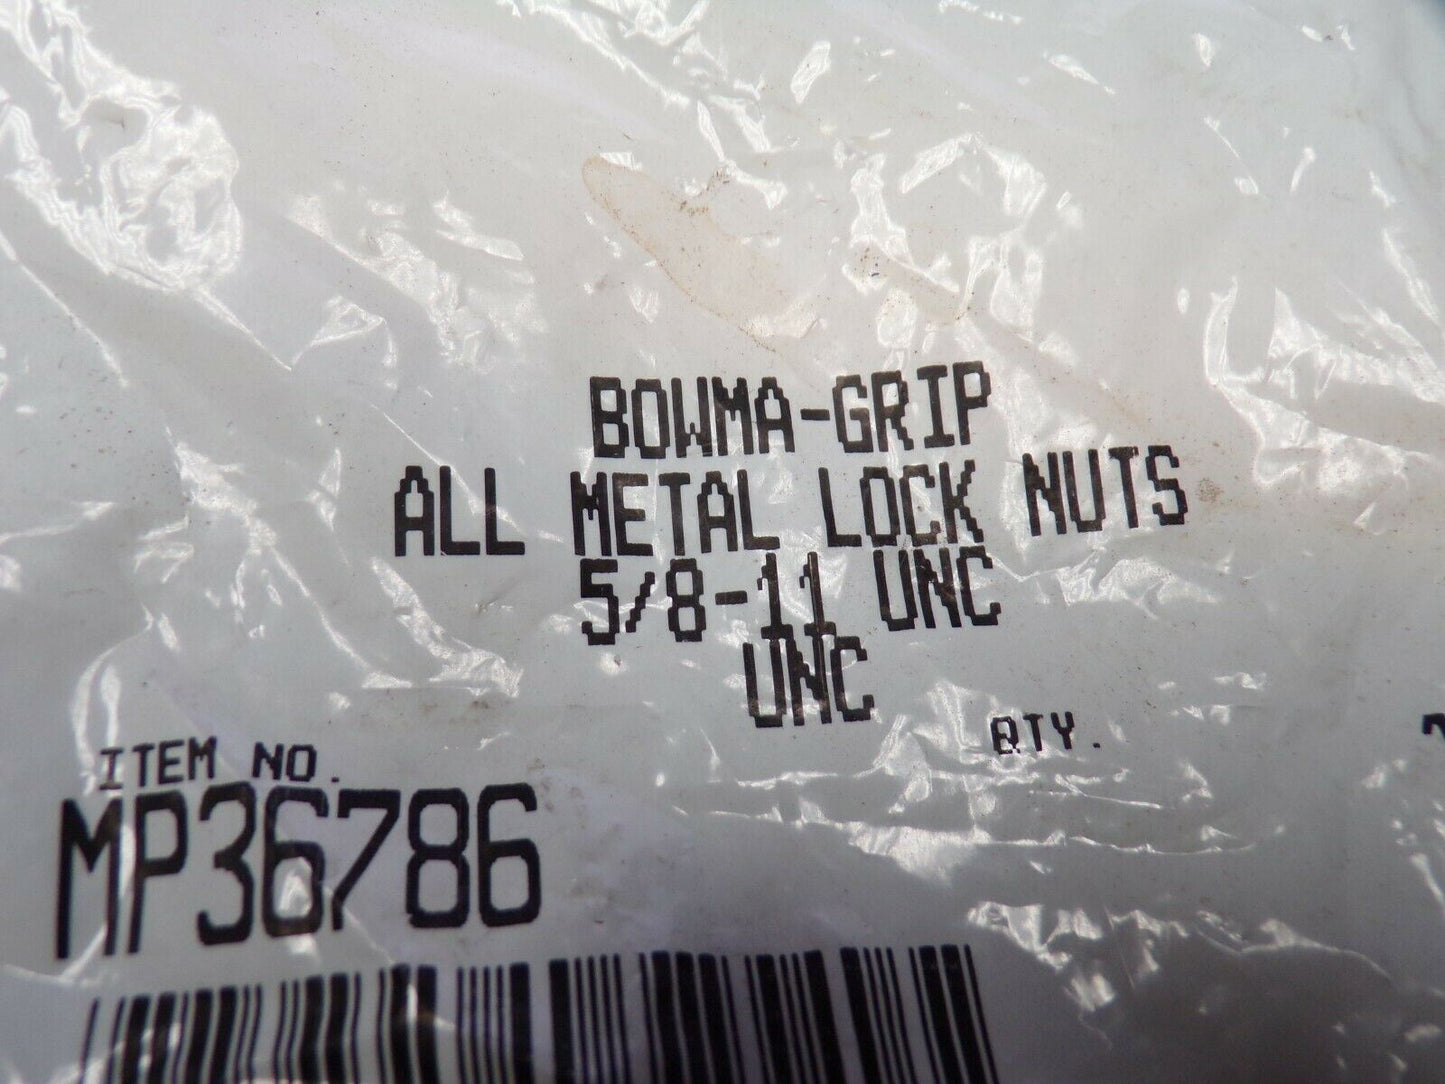 BOWMA-GRIP
ALL METAL LOCK NUTS
5/8-11 UNC
UNC
QTY.
ITEM NO.
MP36786